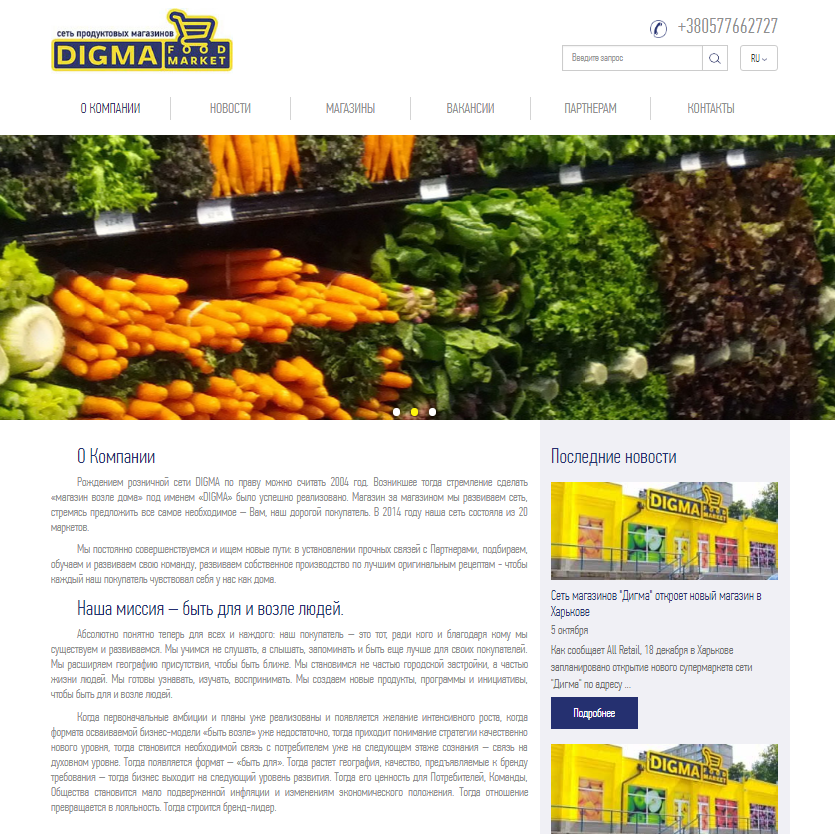 сеть продуктовых магазинов
DIGMA FOOD MARKET
+380577662727
Введите запрос
RU
О КОМПАНИИ
НОВОСТИ
МАГАЗИНЫ
ВАКАНСИИ
ПАРТНЕРАМ
КОНТАКТЫ
О Компании
Рождением розничной сети DIGMA по праву можно считать 2004 год. Возникшее тогда стремление сделать
«магазин возле дома» под именем «DIGMA» было успешно реализовано. Магазин за магазином мы развиваем сеть,
стремясь предложить все самое необходимое – Вам, наш дорогой покупатель. В 2014 году наша сеть состояла из 20
маркетов.
Мы постоянно совершенствуемся и ищем новые пути: в установлении прочных связей с Партнерами, подбираем,
обучаем и развиваем свою команду, развиваем собственное производство по лучшим оригинальным рецептам - чтобы
каждый наш покупатель чувствовал себя у нас как дома.
Наша миссия – быть для и возле людей.
Абсолютно понятно теперь для всех и каждого: наш покупатель – это тот, ради кого и благодаря кому мы
существуем и развиваемся. Мы учимся не слушать, а слышать, запоминать и быть еще лучше для своих покупателей.
Мы расширяем географию присутствия, чтобы быть ближе. Мы становимся не частью городской застройки, а частью
жизни людей. Мы готовы узнавать, изучать, воспринимать. Мы создаем новые продукты, программы и инициативы,
чтобы быть для и возле людей.
Когда первоначальные амбиции и планы уже реализованы и появляется желание интенсивного роста, когда
формата осваиваемой бизнес-модели «быть возле» уже недостаточно, тогда приходит понимание стратегии качественно
нового уровня, тогда становится необходимой связь с потребителем уже на следующем этаже сознания – связь на
духовном уровне. Тогда появляется формат – «быть для». Тогда растет география, качество, предъявляемые к бренду
требования – тогда бизнес выходит на следующий уровень развития. Тогда его ценность для Потребителей, Команды,
Общества становится мало подверженной инфляции и изменениям экономического положения. Тогда отношение
превращается в лояльность. Тогда строится бренд-лидер.
Последние новости
DIGMA FOOD MARKET
Сеть магазинов "Дигма" откроет новый магазин в
Харькове
5 октября
Как сообщает All Retail, 18 декабря в Харькове
запланировано открытие нового супермаркета сети
"Дигма" по адресу ...
Подробнее
DIGMA FOOD MARKET